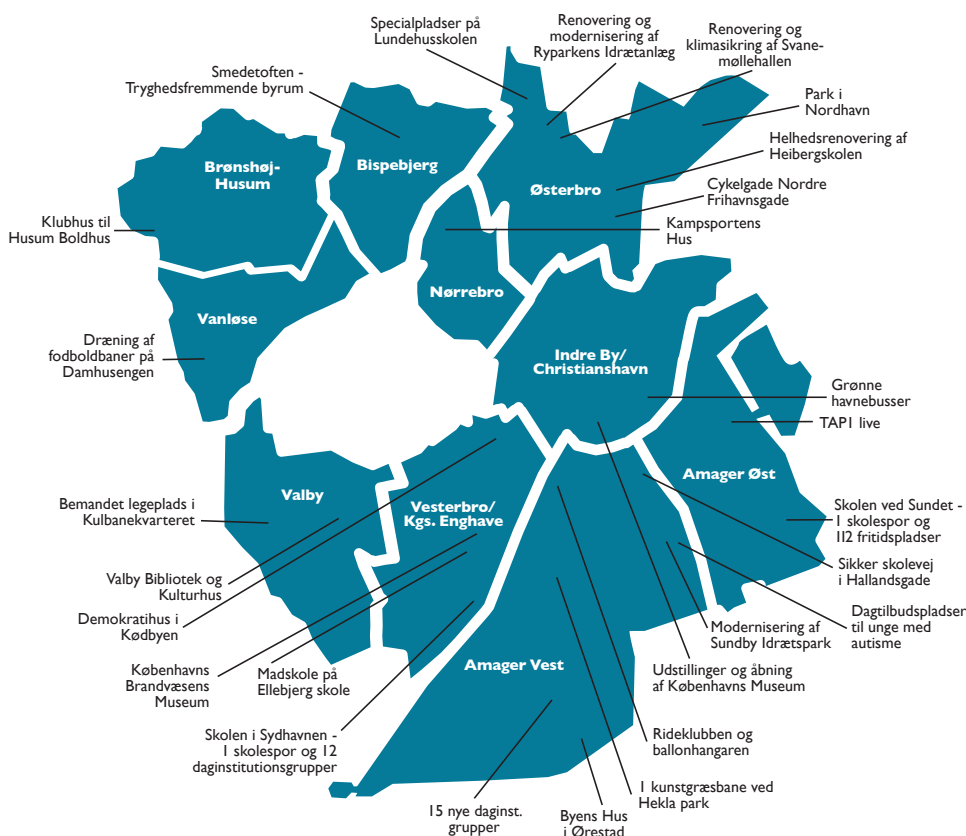 Specialpladser på
Lundehusskolen
Renovering og
modernisering af
Ryparkens Idrætanlæg
Renovering og
klimasikring af Svane-
møllehallen
Smedetoften -
Tryghedsfremmende byrum
Park i
Nordhavn
Helhedsrenovering af
Heibergskolen
Cykelgade Nordre
Frihavnsgade
Kampsportens
Hus
Brønshøj-
Husum
Bispebjerg
Østerbro
Klubhus til
Husum Boldhus
Nørrebro
Vanløse
Dræning af
fodboldbaner på
Damhusengen
Indre By/
Christianshavn
Grønne
havnebusser
TAP1 live
Amager Øst
Valby
Vesterbro/
Kgs. Enghave
Bemandet legeplads i
Kulbanekvarteret
Skolen ved Sundet -
1 skolespor og
112 fritidspladser
Sikker skolevej
i Hallandsgade
Valby Bibliotek og
Kulturhus
Demokratihus i
Kødbyen
Dagtilbudspladser
til unge med
autisme
Modernisering af
Sundby Idrætspark
Københavns
Brandvæsens
Museum
Madskole på
Ellebjerg skole
Amager Vest
Udstillinger og åbning
af Københavns Museum
Skolen i Sydhavnen -
1 skolespor og 12
daginstitutionsgrupper
Rideklubben og
ballonhangaren
1 kunstgræsbane ved
Hekla park
15 nye daginst.
grupper
Byens Hus
i Ørestad